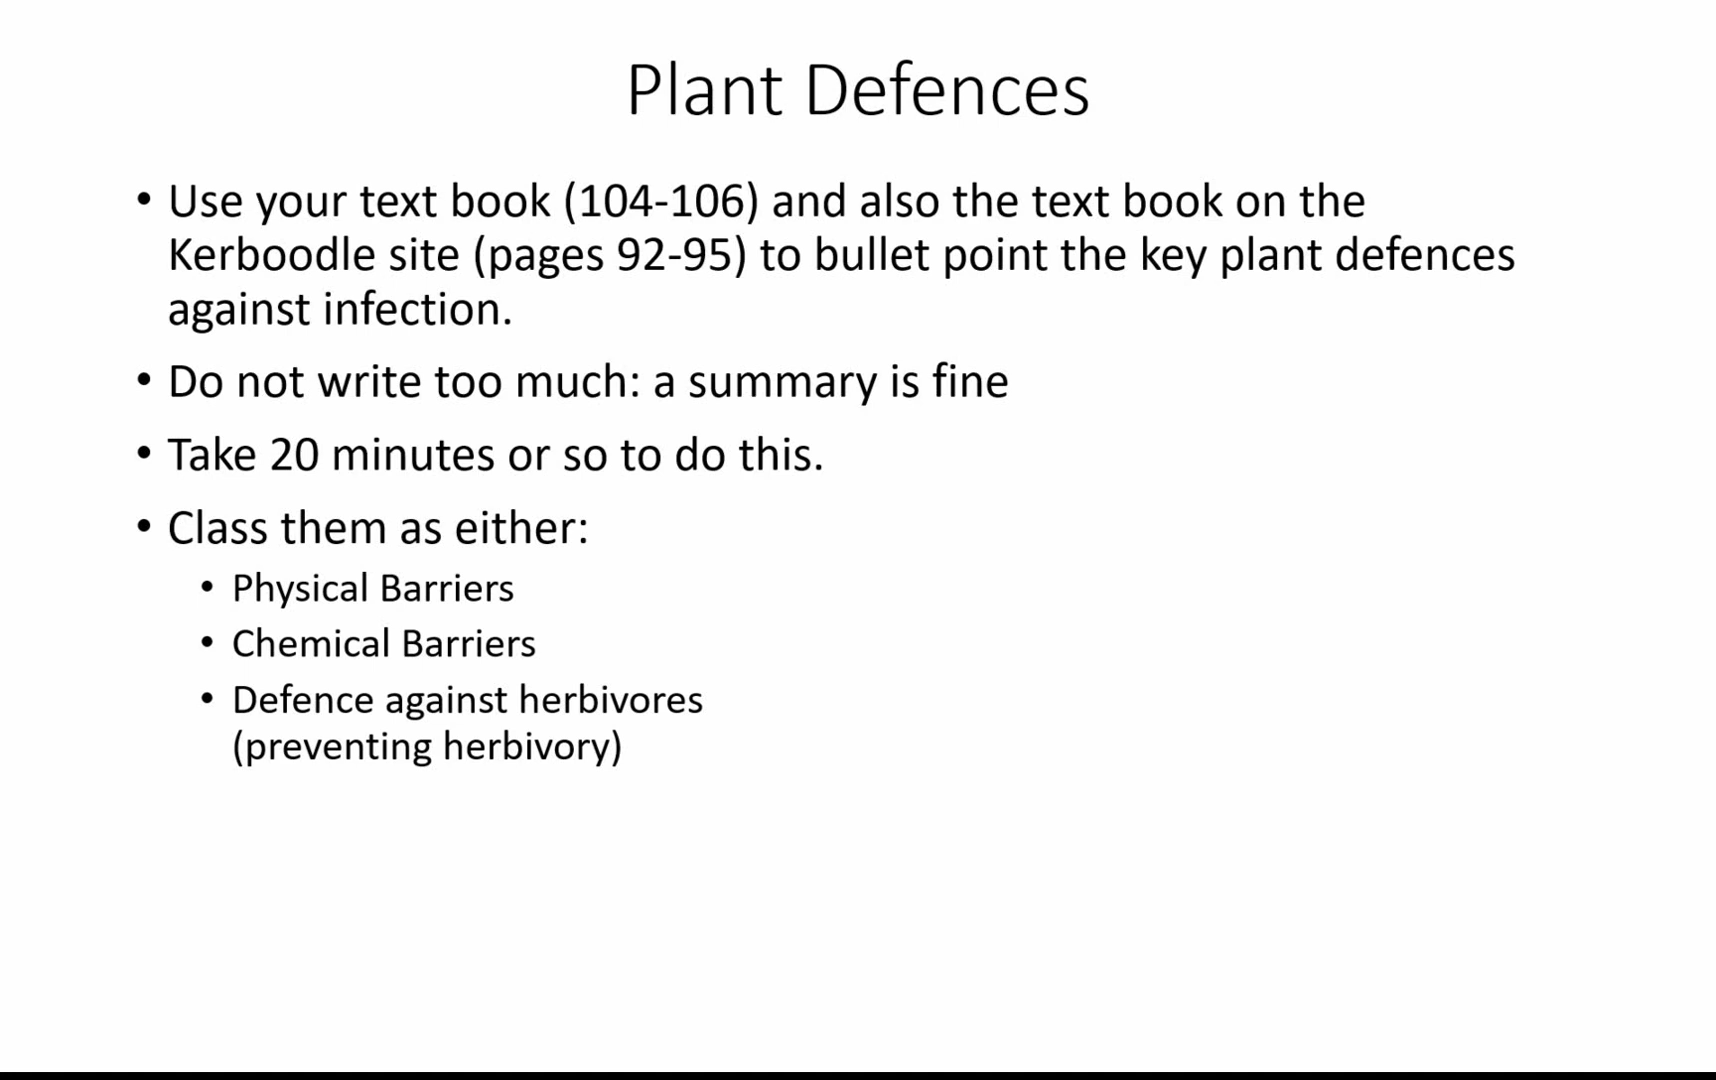 Plant Defences
• Use your text book (104-106) and also the text book on the
Kerboodle site (pages 92-95) to bullet point the key plant defences
against infection.
• Do not write too much: a summary is fine
• Take 20 minutes or so to do this.
• Class them as either:
• Physical Barriers
• Chemical Barriers
• Defence against herbivores
(preventing herbivory)